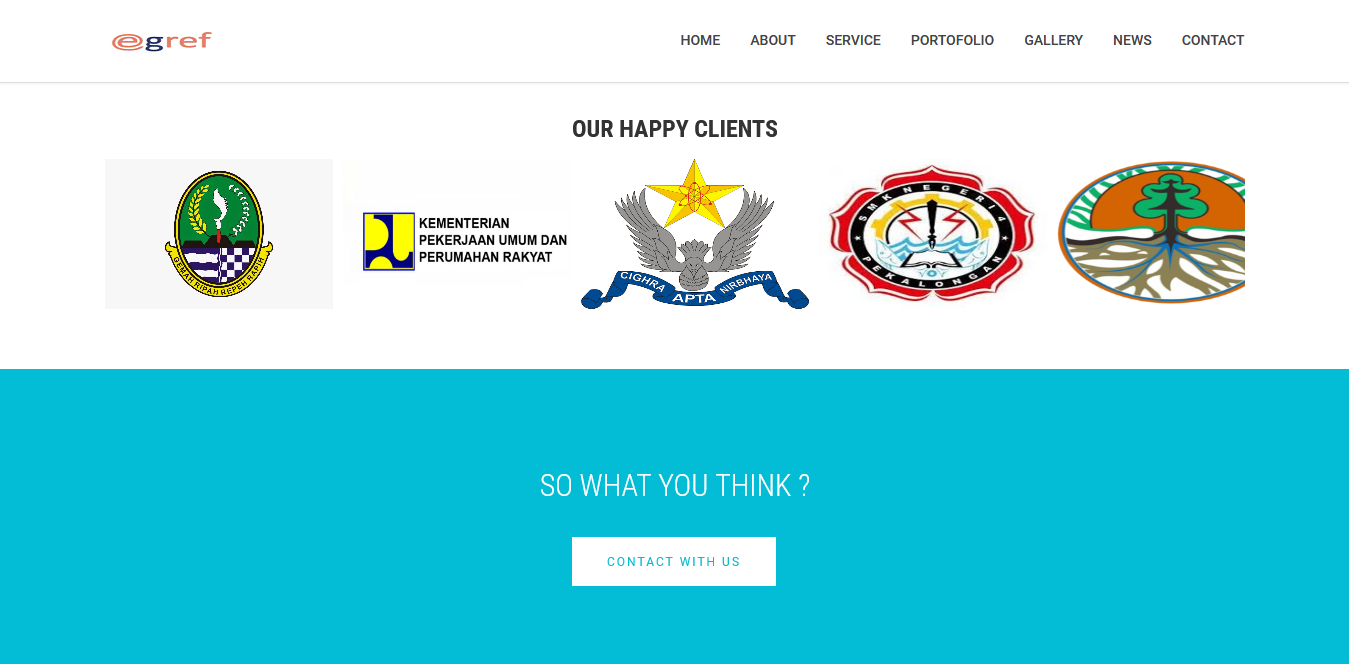 egref
HOME ABOUT SERVICE PORTOFOLIO GALLERY NEWS CONTACT
OUR HAPPY CLIENTS
GEMAH RIPAH REPEH RAPIH
KEMENTERIAN
PEKERJAAN UMUM DAN
PERUMAHAN RAKYAT
CIGHRA APTA NIRBHAYA
SMK NEGERI 4
PEKALONGAN
SO WHAT YOU THINK ?
CONTACT WITH US